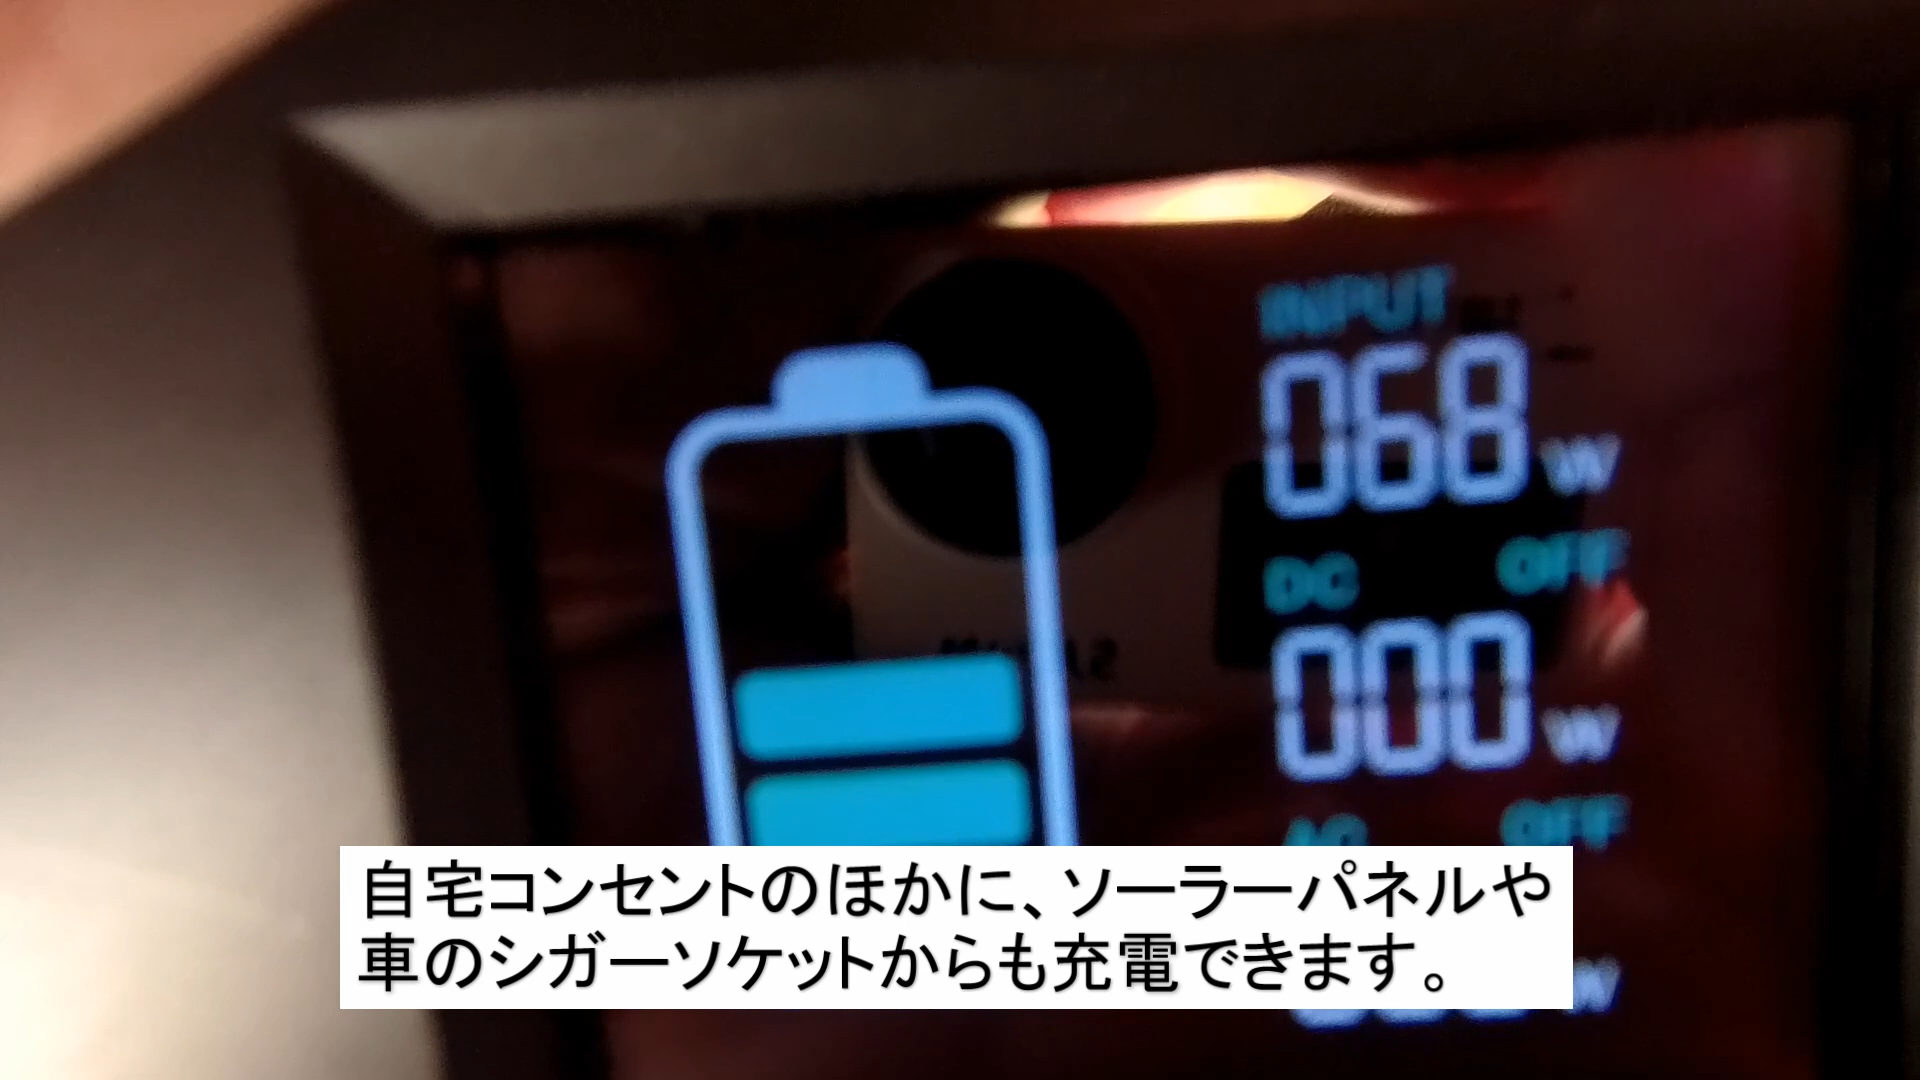 INPUT
068 W
DC OFF
000 W
AC OFF
W
自宅コンセントのほかに、ソーラーパネルや
車のシガーソケットからも充電できます。